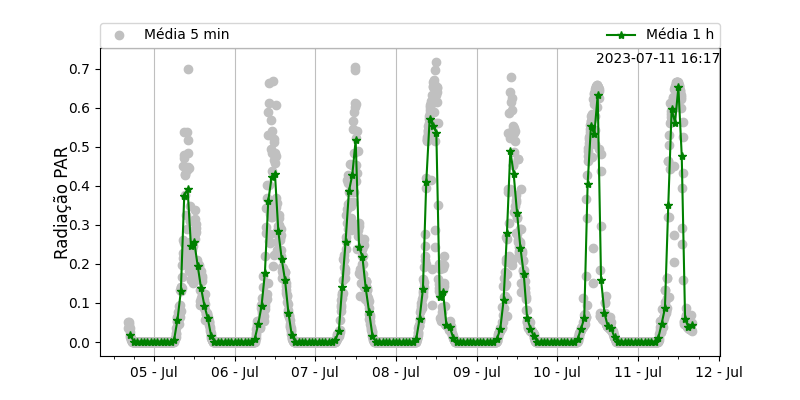 Média 5 min
Média 1 h
2023-07-11 16:17
Radiação PAR
0.7
0.6
0.5
0.4
0.3
0.2
0.1
0.0
05 - Jul
06 - Jul
07 - Jul
08 - Jul
09 - Jul
10 - Jul
11 - Jul
12 - Jul